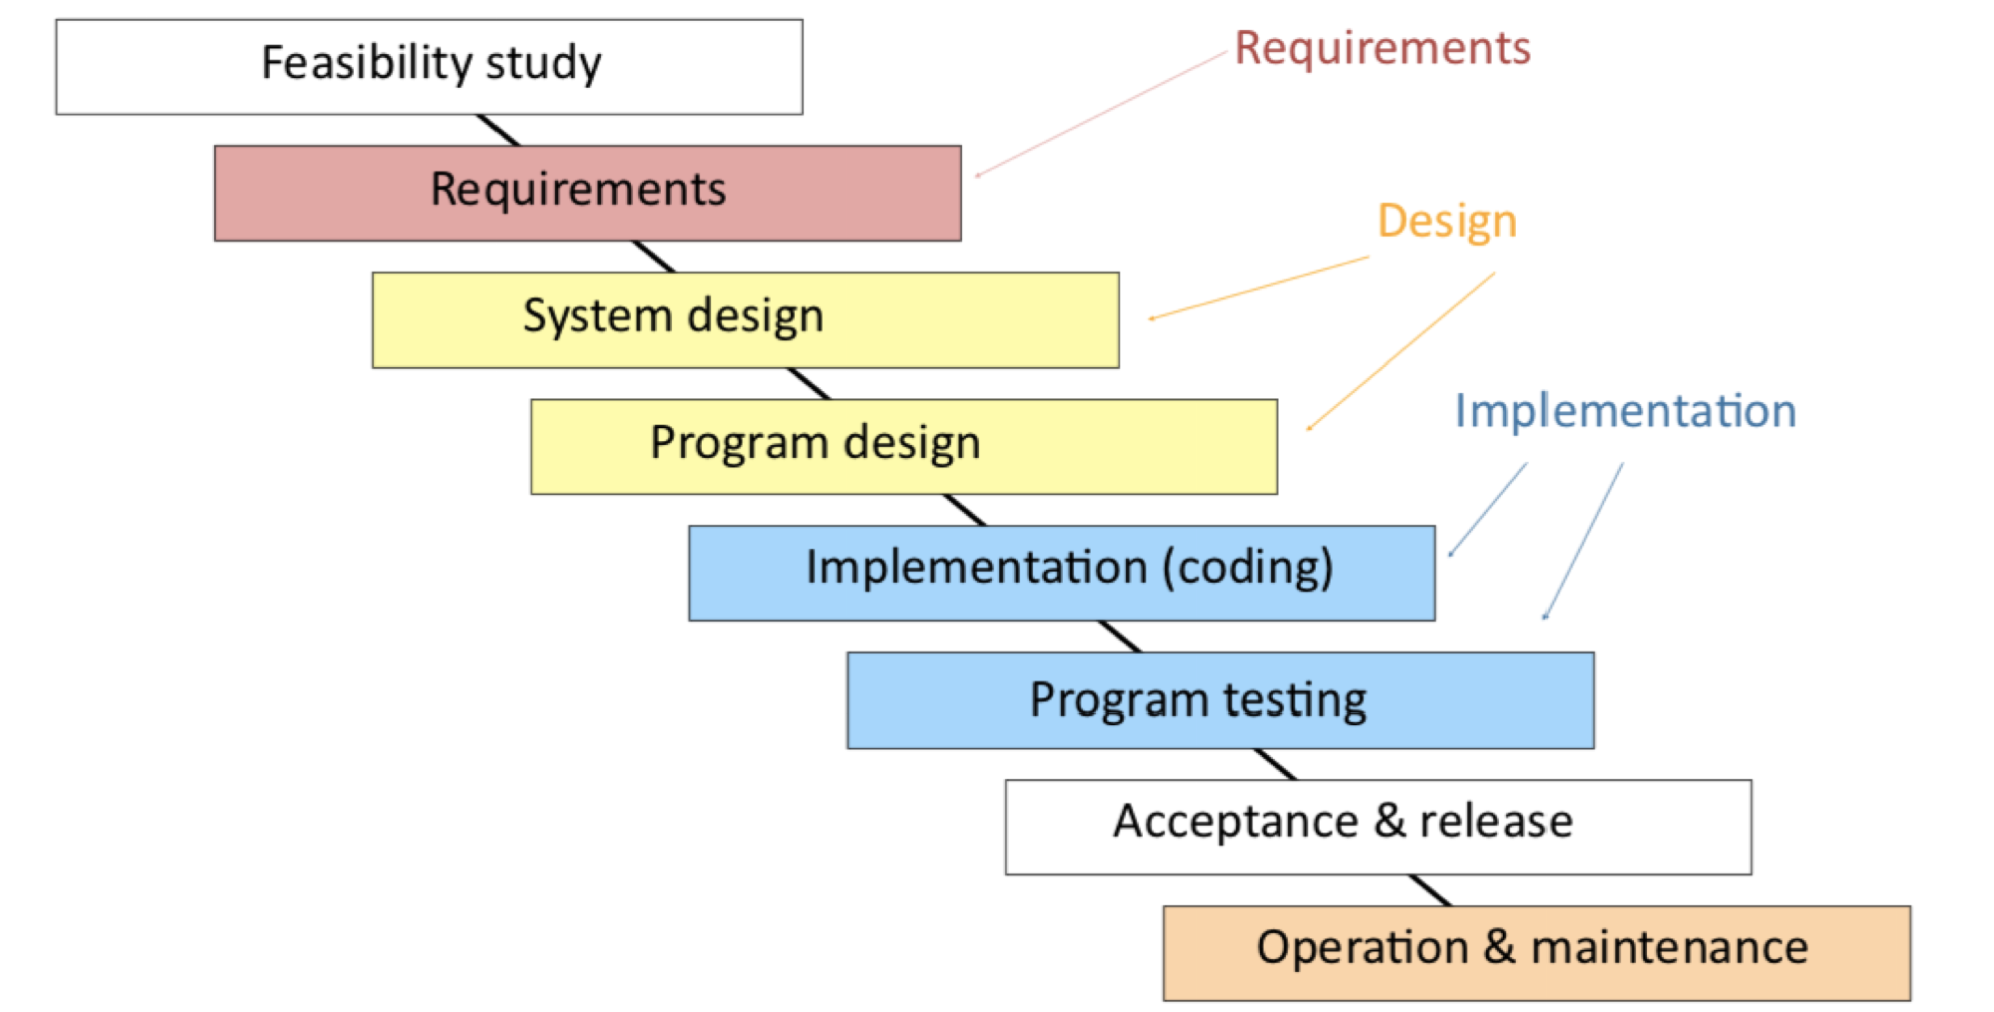 Feasibility study
Requirements
Requirements
Design
System design
Implementation
Program design
Implementation (coding)
Program testing
Acceptance & release
Operation & maintenance